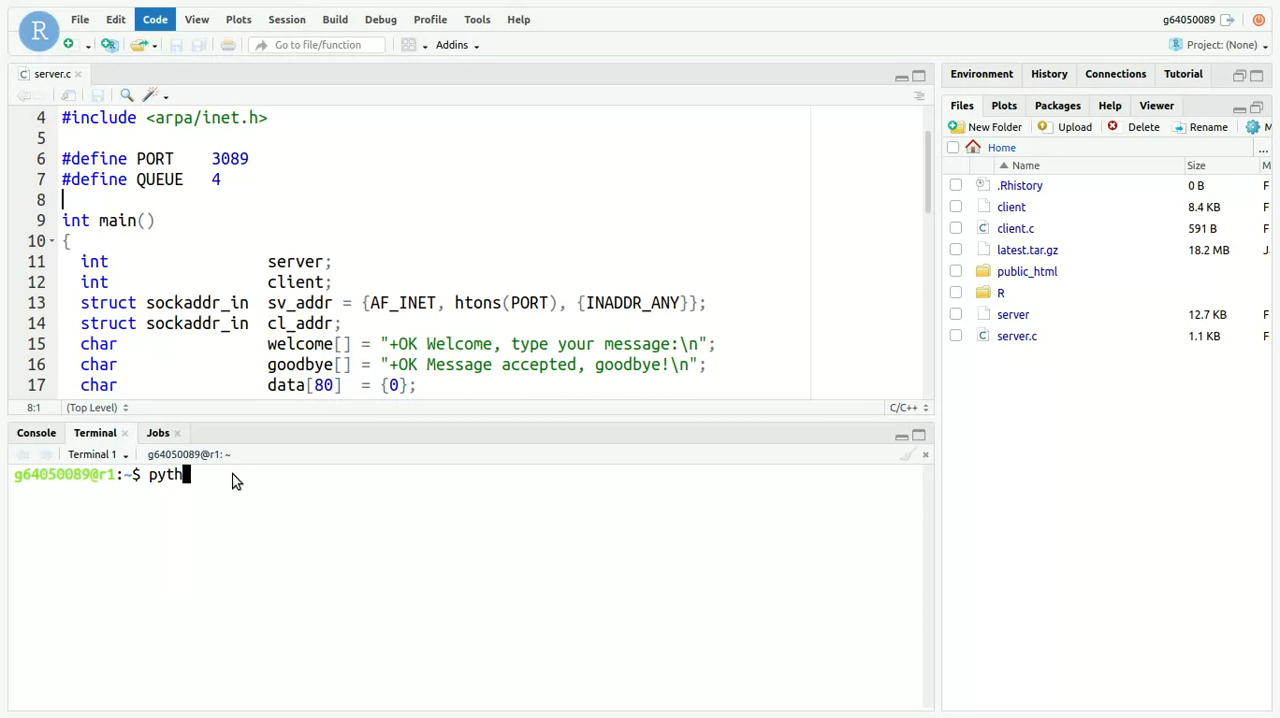 R
File Edit Code View Plots Session Build Debug Profile Tools Help
g64050089
Go to file/function
Addins
Project: (None)
server.c
4 #include <arpa/inet.h>
5
6 #define PORT    3089
7 #define QUEUE   4
8
9 int main()
10 {
11   int                 server;
12   int                 client;
13   struct sockaddr_in  sv_addr = {AF_INET, htons(PORT), {INADDR_ANY}};
14   struct sockaddr_in  cl_addr;
15   char                welcome[] = "+OK Welcome, type your message:\n";
16   char                goodbye[] = "+OK Message accepted, goodbye!\n";
17   char                data[80]  = {0};
8:1 (Top Level) C/C++
Console Terminal Jobs
Terminal 1 g64050089@r1: ~
g64050089@r1:~$ pyth
Environment History Connections Tutorial
Files Plots Packages Help Viewer
New Folder Upload Delete Rename M
Home ...
Name Size M
.Rhistory 0 B F
client 8.4 KB F
client.c 591 B F
latest.tar.gz 18.2 MB J
public_html F
R F
server 12.7 KB F
server.c 1.1 KB F